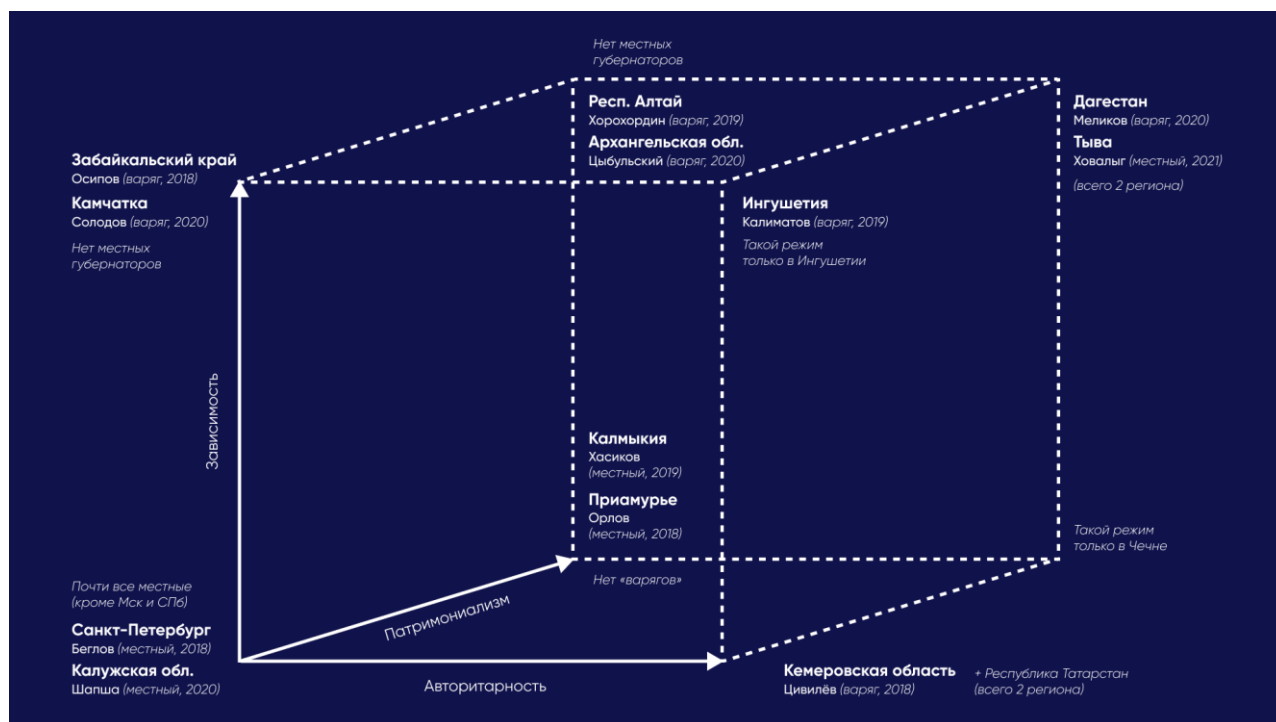 Нет местных
губернаторов
Респ. Алтай
Хорохордин (варяг, 2019)
Архангельская обл.
Цыбульский (варяг, 2020)
Дагестан
Меликов (варяг, 2020)
Тыва
Ховалыг (местный, 2021)
(всего 2 региона)
Забайкальский край
Осипов (варяг, 2018)
Камчатка
Солодов (варяг, 2020)
Нет местных
губернаторов
Ингушетия
Калиматов (варяг, 2019)
Такой режим
только в Ингушетии
Зависимость
Калмыкия
Хасиков
(местный, 2019)
Приамурье
Орлов
(местный, 2018)
Нет «варягов»
Такой режим
только в Чечне
Почти все местные
(кроме Мск и СПб)
Санкт-Петербург
Беглов (местный, 2018)
Калужская обл.
Шапша (местный, 2020)
Патримониализм
Авторитарность
Кемеровская область
Цивилёв (варяг, 2018)
+ Республика Татарстан
(всего 2 региона)